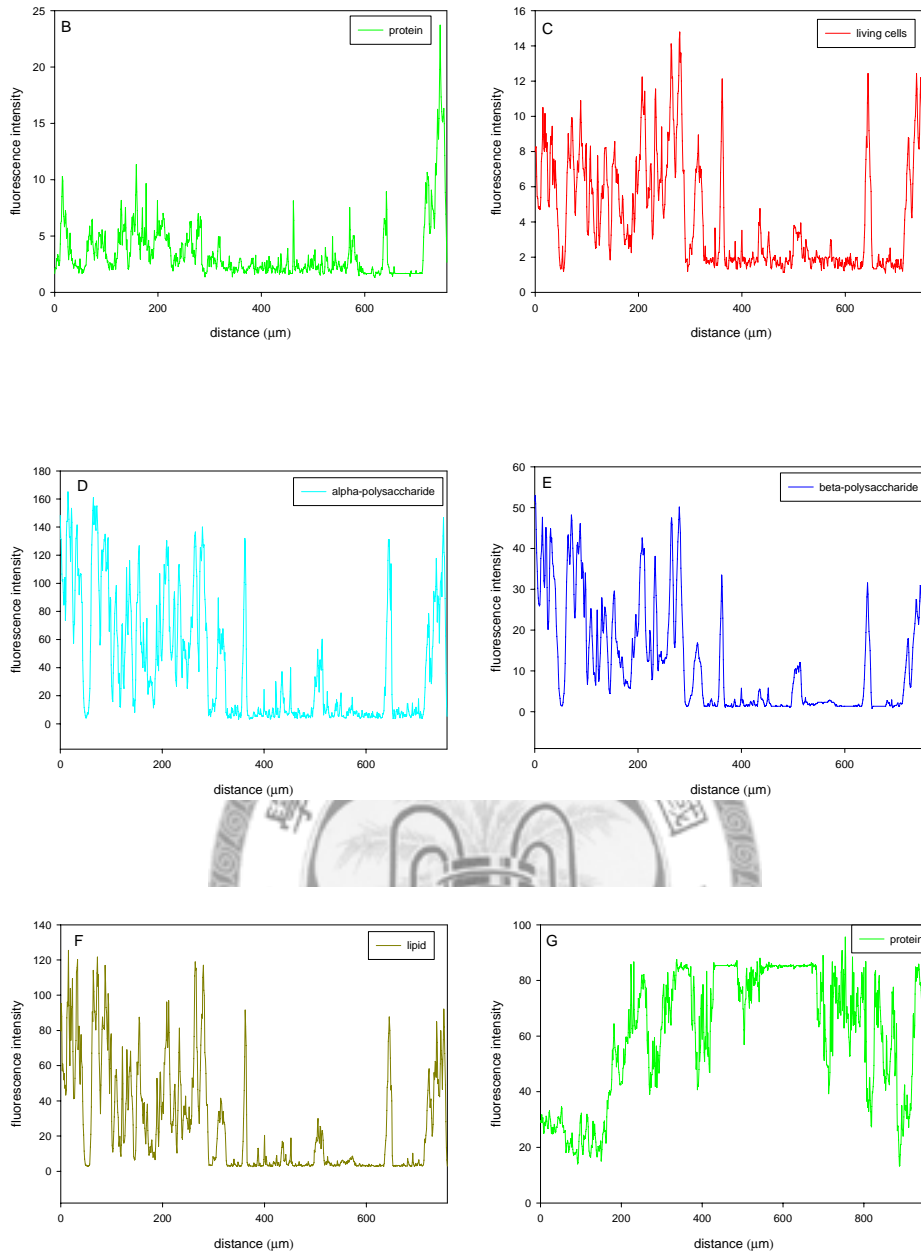 B
protein
25
20
15
10
5
0
fluorescence intensity
0 200 400 600
distance (µm)
C
living cells
16
14
12
10
8
6
4
2
0
fluorescence intensity
0 200 400 600
distance (µm)
D
alpha-polysaccharide
180
160
140
120
100
80
60
40
20
0
fluorescence intensity
0 200 400 600
distance (µm)
E
beta-polysaccharide
60
50
40
30
20
10
0
fluorescence intensity
0 200 400 600
distance (µm)
F
lipid
140
120
100
80
60
40
20
0
fluorescence intensity
0 200 400 600
distance (µm)
G
protein
100
80
60
40
20
0
fluorescence intensity
0 200 400 600 800
distance (µm)